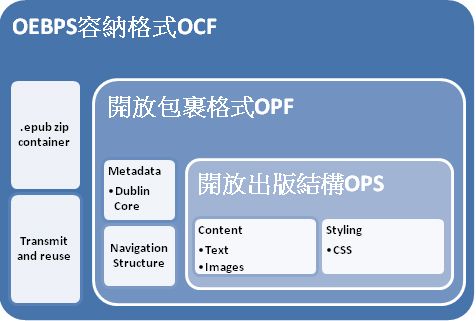 OEBPS容納格式OCF
.epub zip
container
Transmit
and reuse
開放包裹格式OPF
Metadata
•Dublin
Core
Navigation
Structure
開放出版結構OPS
Content
•Text
•Images
Styling
•CSS